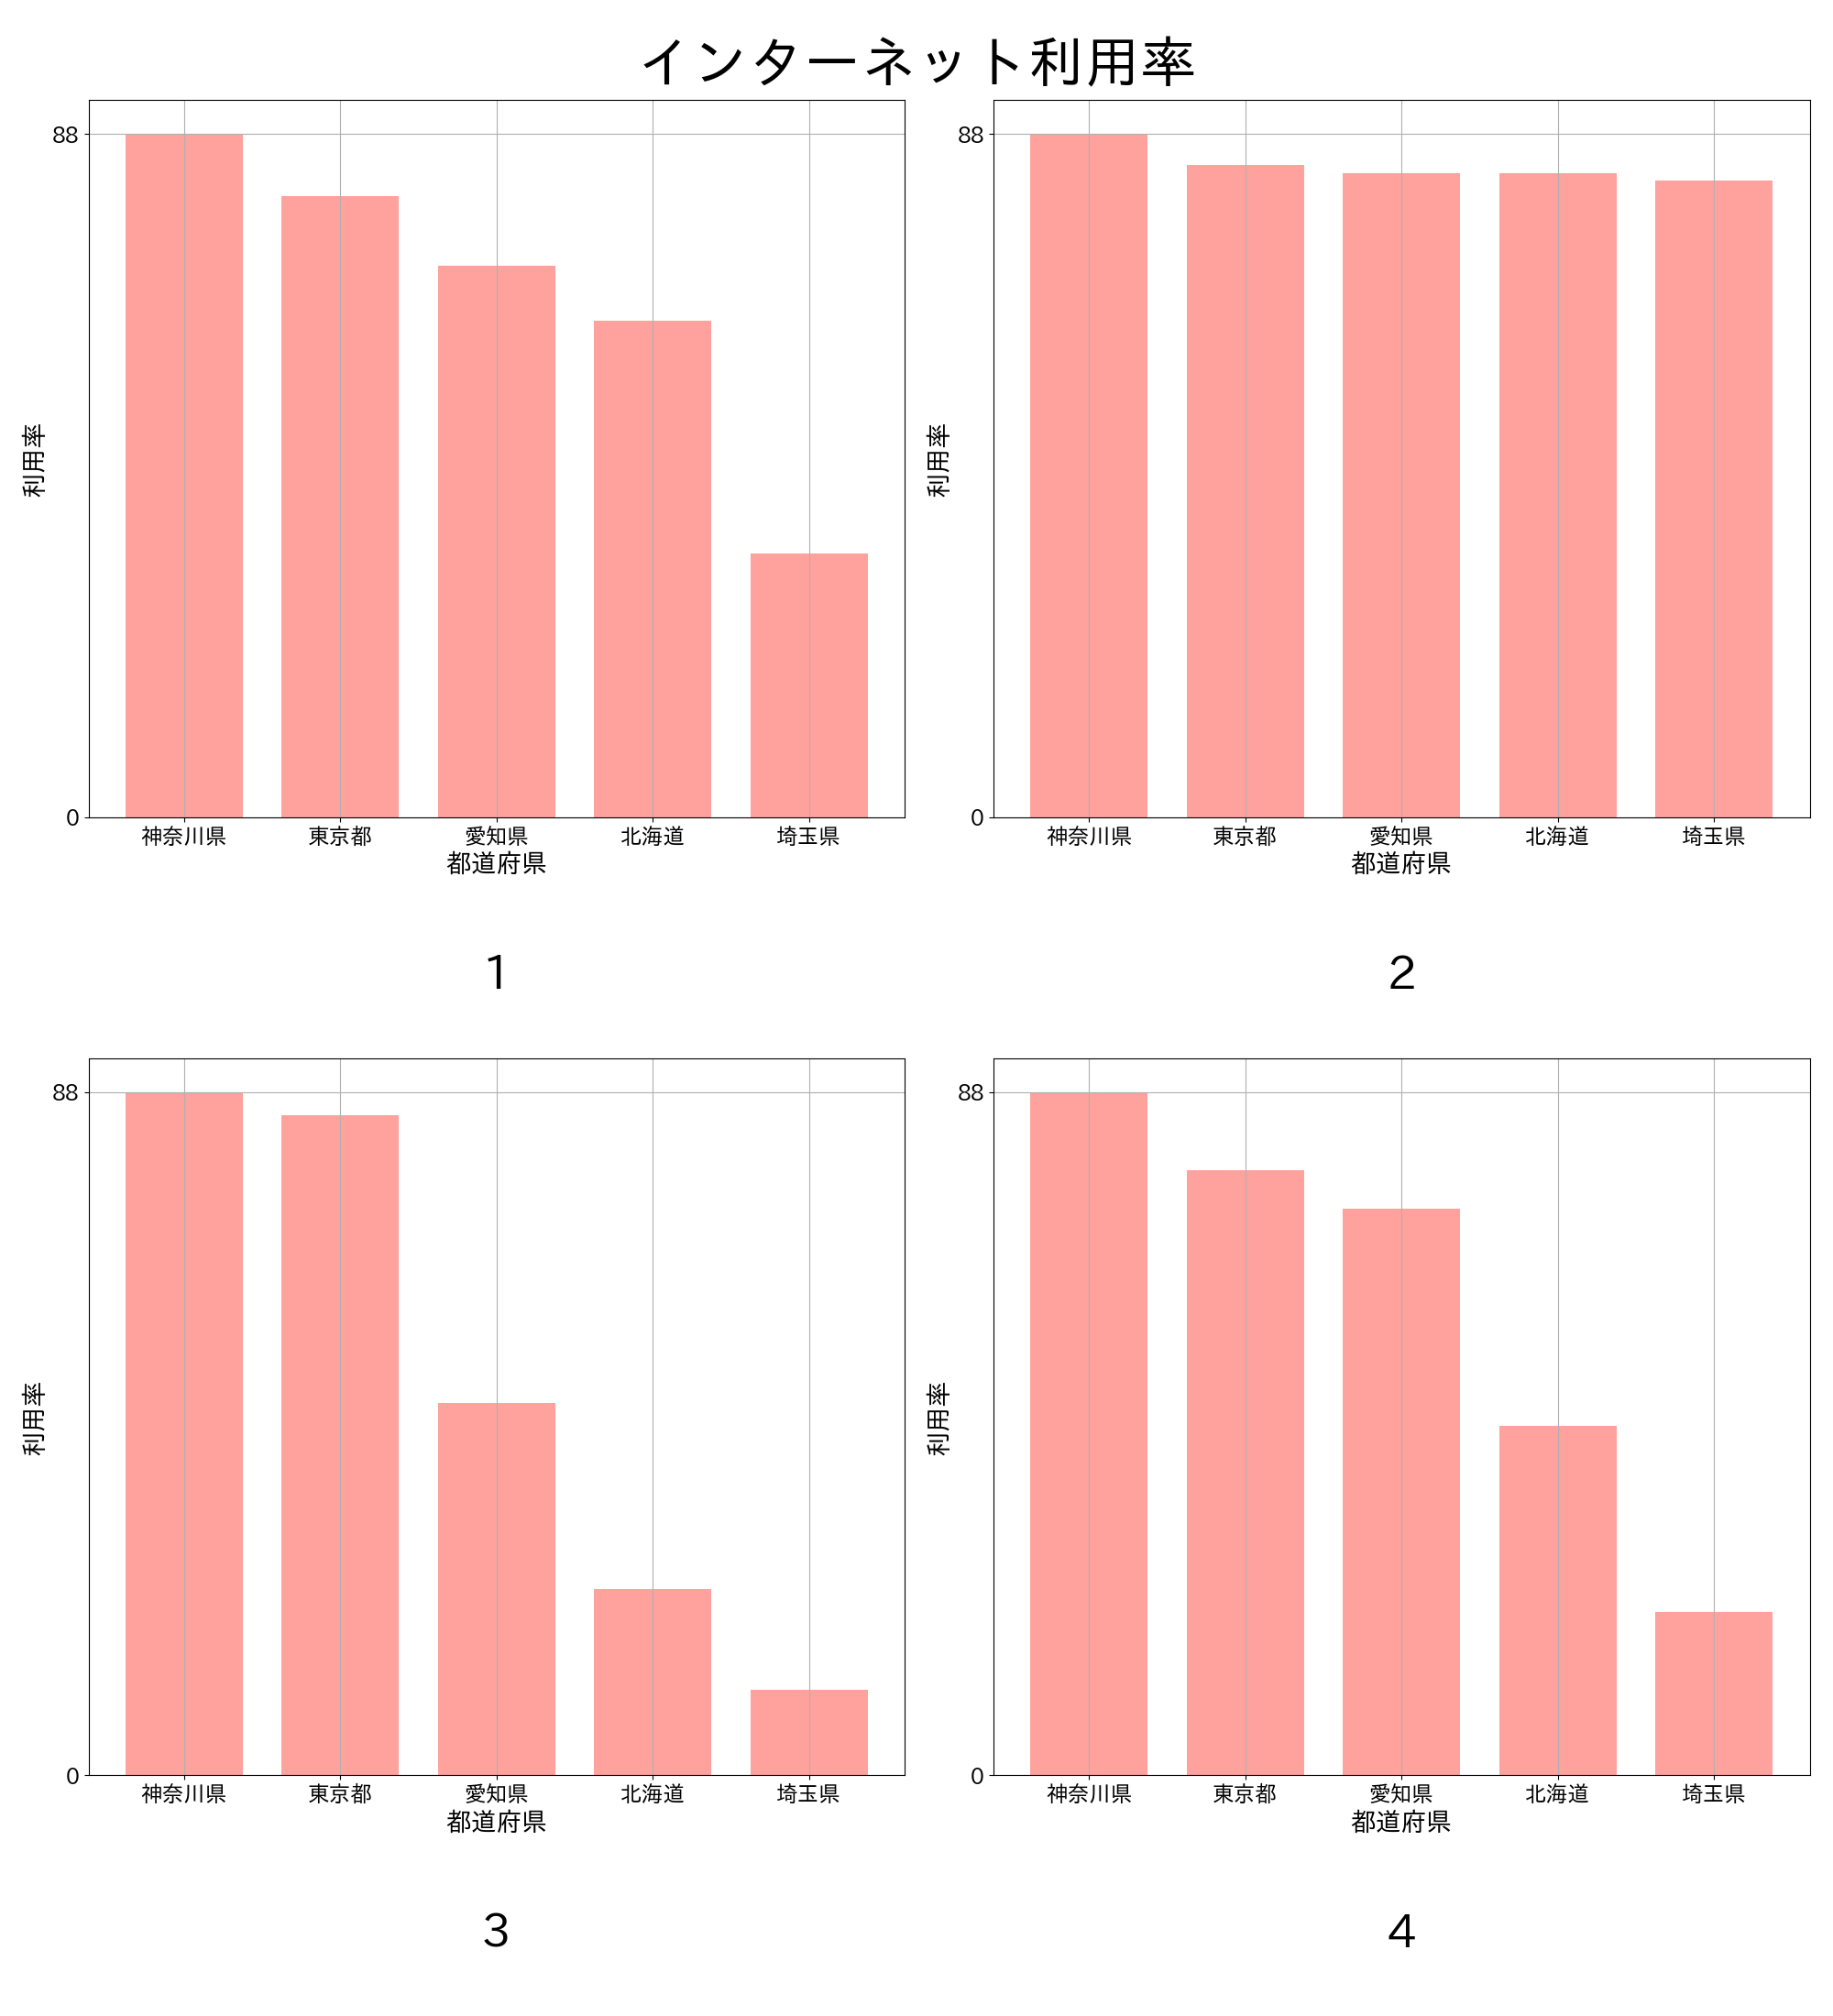 インターネット利用率
88
0
利用率
神奈川県 東京都 愛知県 北海道 埼玉県
都道府県
1
88
0
利用率
神奈川県 東京都 愛知県 北海道 埼玉県
都道府県
2
88
0
利用率
神奈川県 東京都 愛知県 北海道 埼玉県
都道府県
3
88
0
利用率
神奈川県 東京都 愛知県 北海道 埼玉県
都道府県
4